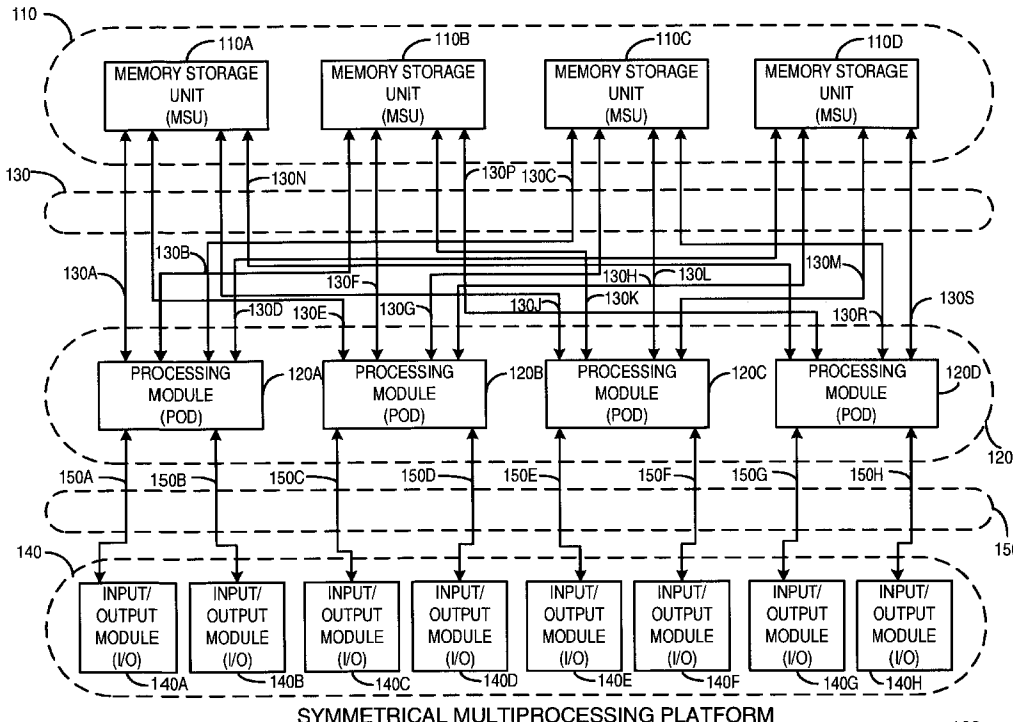 110
110A
110B
110C
110D
MEMORY STORAGE
UNIT
(MSU)
MEMORY STORAGE
UNIT
(MSU)
MEMORY STORAGE
UNIT
(MSU)
MEMORY STORAGE
UNIT
(MSU)
130
130N
130P
130C
130A
130B
130D
130E
130F
130G
130H
130L
130J
130K
130M
130R
130S
PROCESSING
MODULE
(POD)
120A
PROCESSING
MODULE
(POD)
120B
PROCESSING
MODULE
(POD)
120C
PROCESSING
MODULE
(POD)
120D
120
150A
150B
150C
150D
150E
150F
150G
150H
140
INPUT/
OUTPUT
MODULE
(I/O)
INPUT/
OUTPUT
MODULE
(I/O)
INPUT/
OUTPUT
MODULE
(I/O)
INPUT/
OUTPUT
MODULE
(I/O)
INPUT/
OUTPUT
MODULE
(I/O)
INPUT/
OUTPUT
MODULE
(I/O)
INPUT/
OUTPUT
MODULE
(I/O)
INPUT/
OUTPUT
MODULE
(I/O)
140A
140B
140C
140D
140E
140F
140G
140H
SYMMETRICAL MULTIPROCESSING PLATFORM